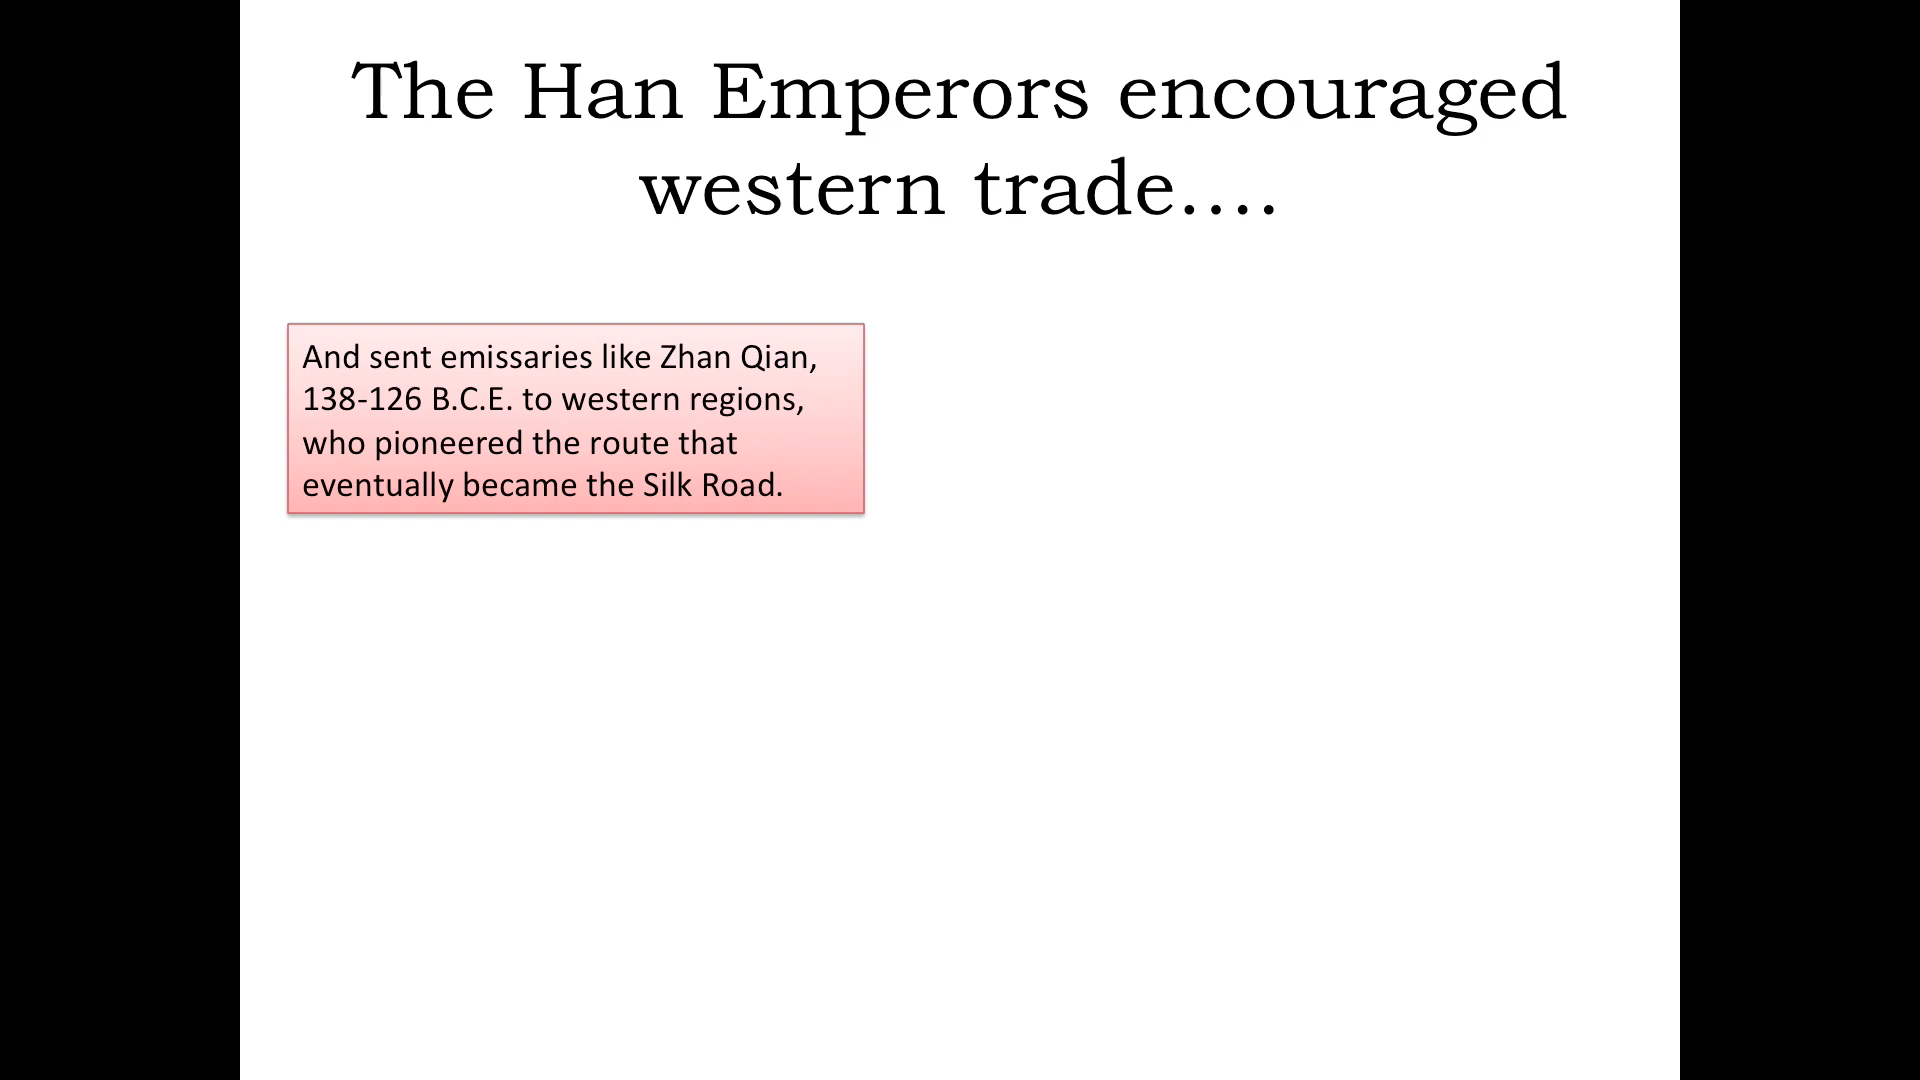 The Han Emperors encouraged
western trade....
And sent emissaries like Zhan Qian,
138-126 B.C.E. to western regions,
who pioneered the route that
eventually became the Silk Road.